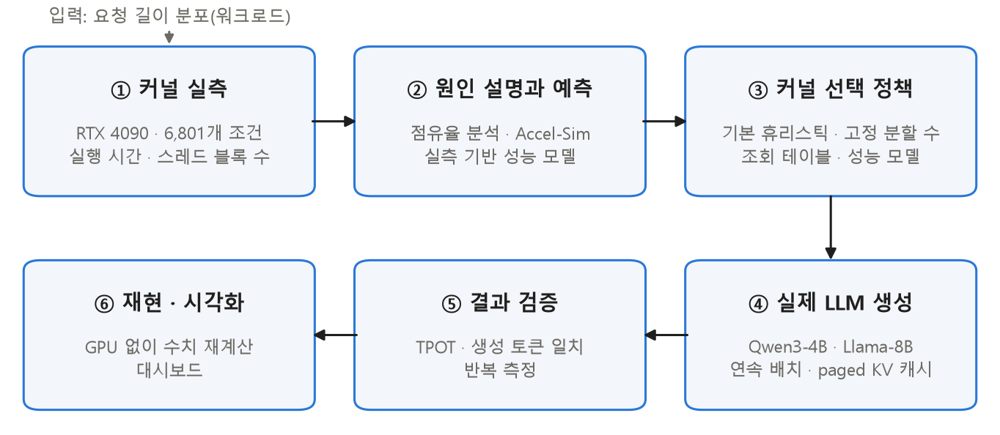 입력: 요청 길이 분포(워크로드)
① 커널 실측
RTX 4090 · 6,801개 조건
실행 시간 · 스레드 블록 수
② 원인 설명과 예측
점유율 분석 · Accel-Sim
실측 기반 성능 모델
③ 커널 선택 정책
기본 휴리스틱 · 고정 분할 수
조회 테이블 · 성능 모델
④ 실제 LLM 생성
Qwen3-4B · Llama-8B
연속 배치 · paged KV 캐시
⑤ 결과 검증
TPOT · 생성 토큰 일치
반복 측정
⑥ 재현 · 시각화
GPU 없이 수치 재계산
대시보드